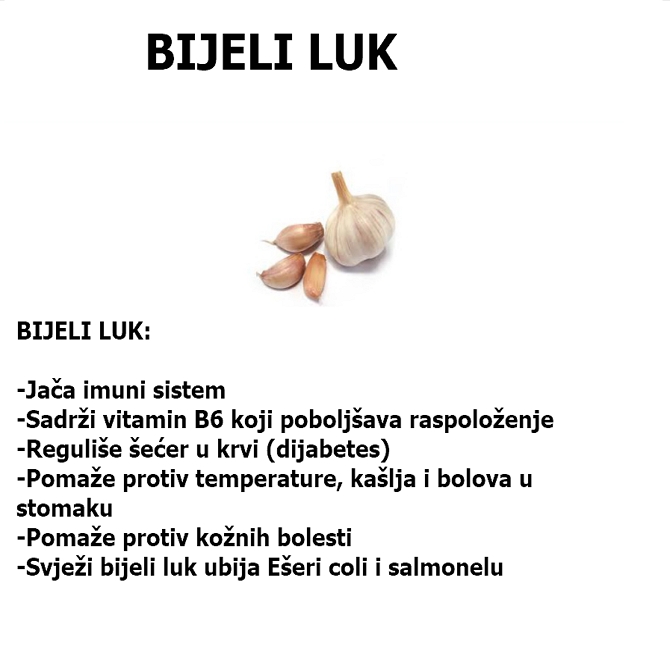 BIJELI LUK
BIJELI LUK:
-Jača imuni sistem
-Sadrži vitamin B6 koji poboljšava raspoloženje
-Reguliše šećer u krvi (dijabetes)
-Pomaže protiv temperature, kašlja i bolova u
stomaku
-Pomaže protiv kožnih bolesti
-Svježi bijeli luk ubija Ešeri coli i salmonelu